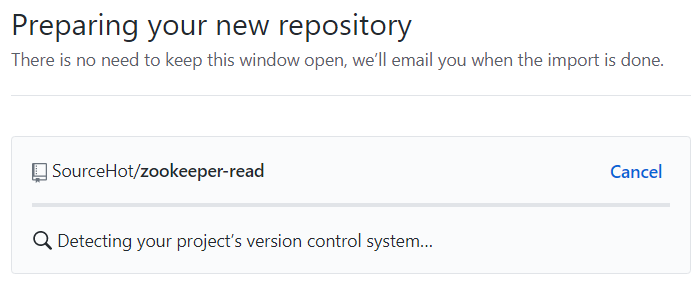 Preparing your new repository
There is no need to keep this window open, we’ll email you when the import is done.
SourceHot/zookeeper-read
Cancel
Detecting your project’s version control system...